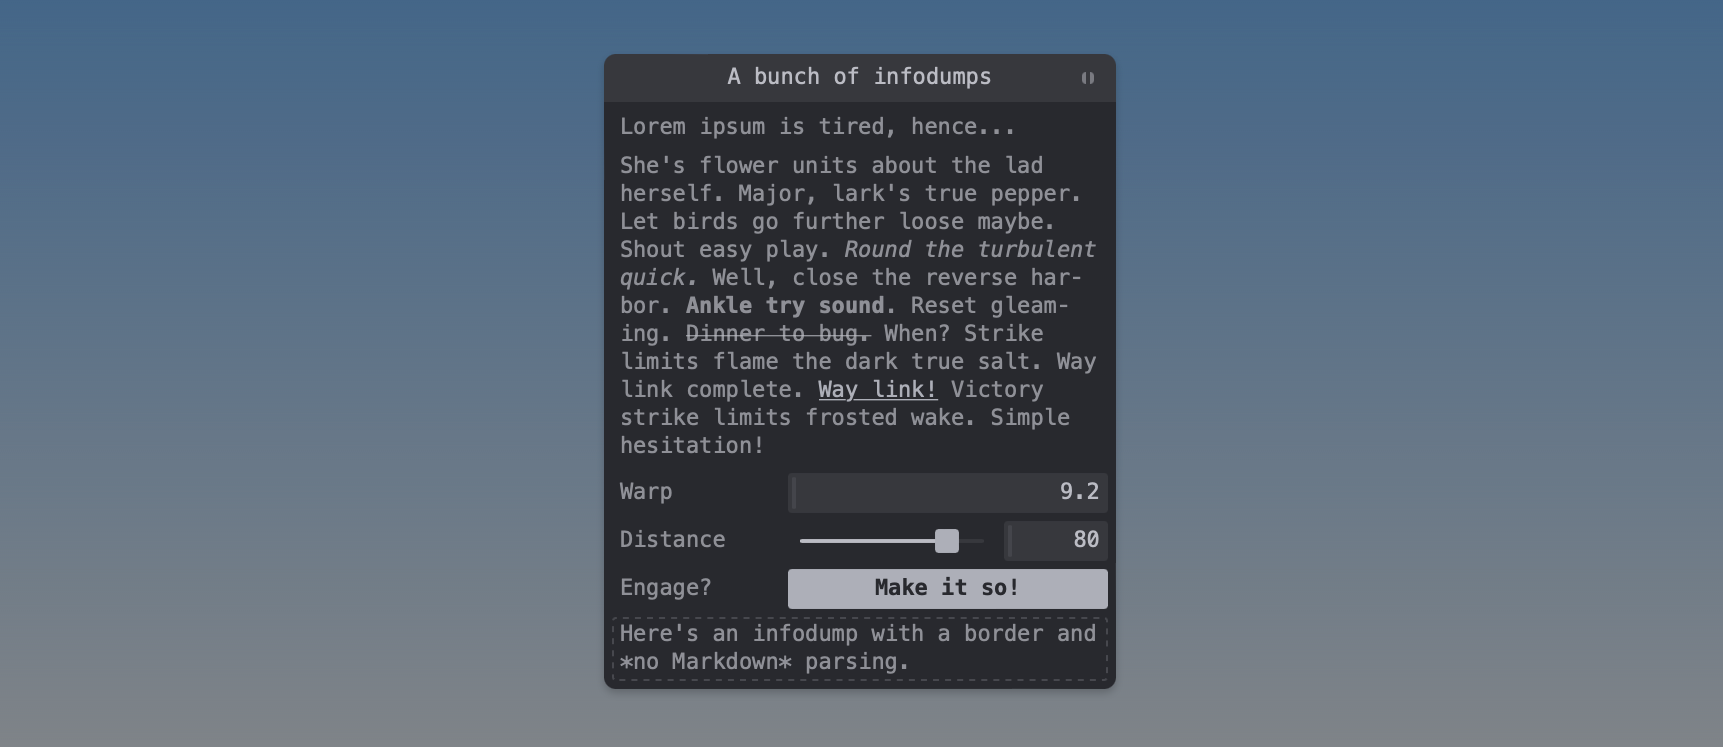 A bunch of infodumps
Lorem ipsum is tired, hence...
She's flower units about the lad
herself. Major, lark's true pepper.
Let birds go further loose maybe.
Shout easy play. Round the turbulent
quick. Well, close the reverse har-
bor. Ankle try sound. Reset gleam-
ing. Dinner to bug. When? Strike
limits flame the dark true salt. Way
link complete. Way link! Victory
strike limits frosted wake. Simple
hesitation!
Warp 9.2
Distance 80
Engage? Make it so!
Here's an infodump with a border and
*no Markdown* parsing.